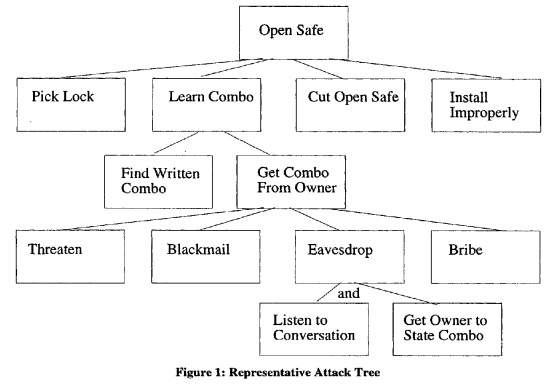 Open Safe
Pick Lock
Learn Combo
Cut Open Safe
Install
Improperly
Find Written
Combo
Get Combo
From Owner
Threaten
Blackmail
Eavesdrop
Bribe
and
Listen to
Conversation
Get Owner to
State Combo
Figure 1: Representative Attack Tree